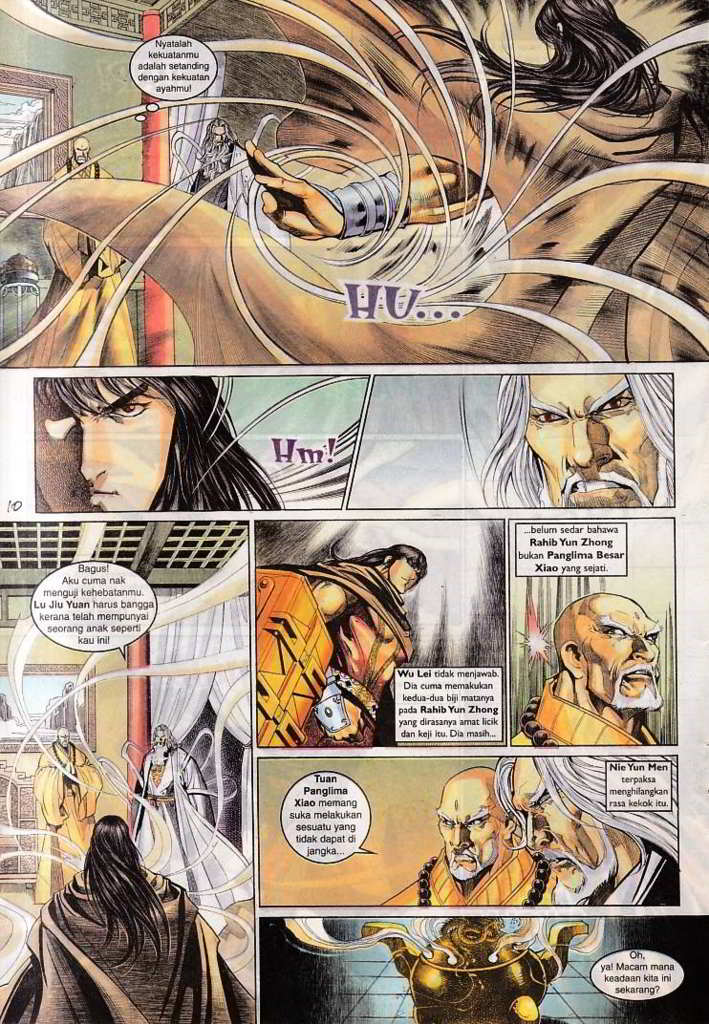 Nyatalah
kekuatanmu
adalah setanding
dengan kekuatan
ayahmu!
HU...
Hm!
10
Bagus!
Aku cuma nak
menguji kehebatanmu.
Lu Jiu Yuan harus bangga
kerana telah mempunyai
seorang anak seperti
kau ini!
Wu Lei tidak menjawab.
Dia cuma memakukan
kedua-dua biji matanya
pada Rahib Yun Zhong
yang dirasanya amat licik
dan keji itu. Dia masih...
...belum sedar bahawa
Rahib Yun Zhong
bukan Panglima Besar
Xiao yang sejati.
Tuan
Panglima
Xiao memang
suka melakukan
sesuatu yang
tidak dapat di
jangka...
Nie Yun Men
terpaksa
menghilangkan
rasa kekok itu.
Oh,
ya! Macam mana
keadaan kita ini
sekarang?